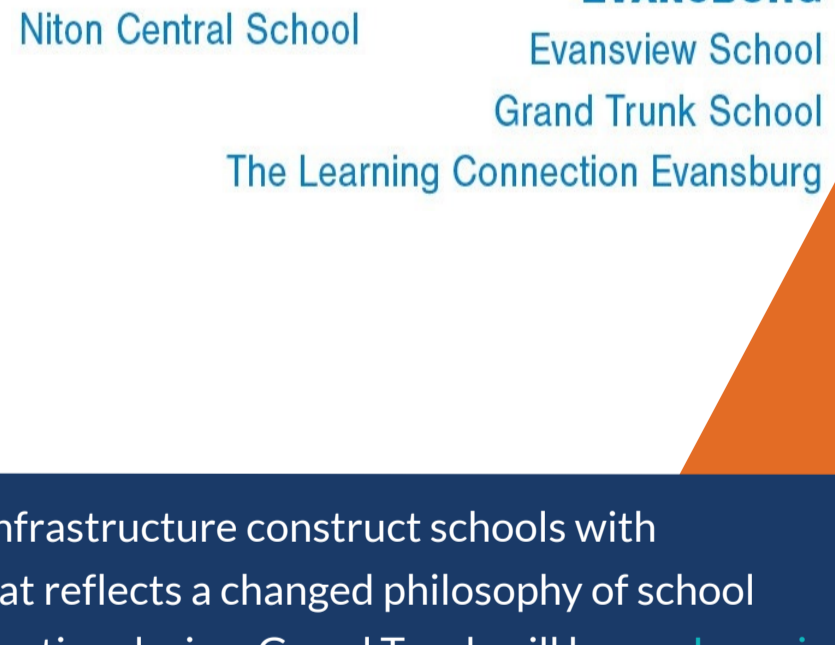 Niton Central School
Evansview School
Grand Trunk School
The Learning Connection Evansburg
nfrastructure construct schools with
at reflects a changed philosophy of school